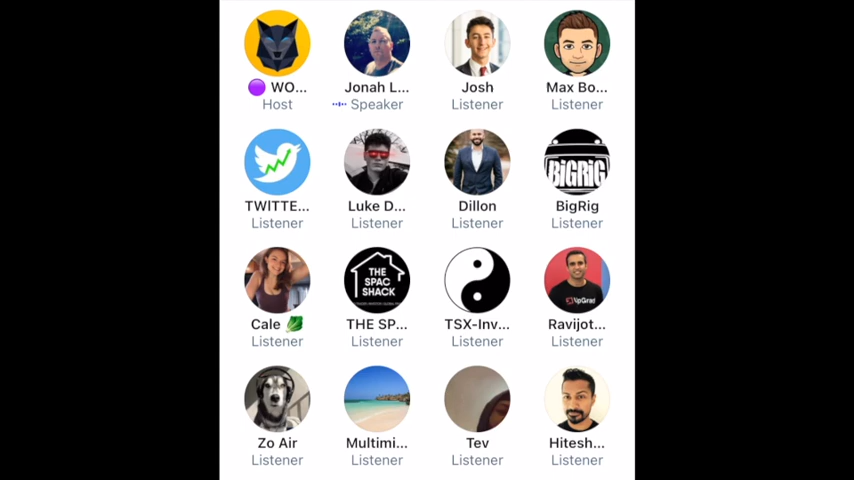 🟣 WO... Jonah L... Josh Max Bo...
Host Speaker Listener Listener
BiGRiG
TWITTE... Luke D... Dillon BigRig
Listener Listener Listener Listener
THE
SPAC
SHACK
UpGrad
Cale 🥬 THE SP... TSX-Inv... Ravijot...
Listener Listener Listener Listener
Zo Air Multimi... Tev Hitesh...
Listener Listener Listener Listener